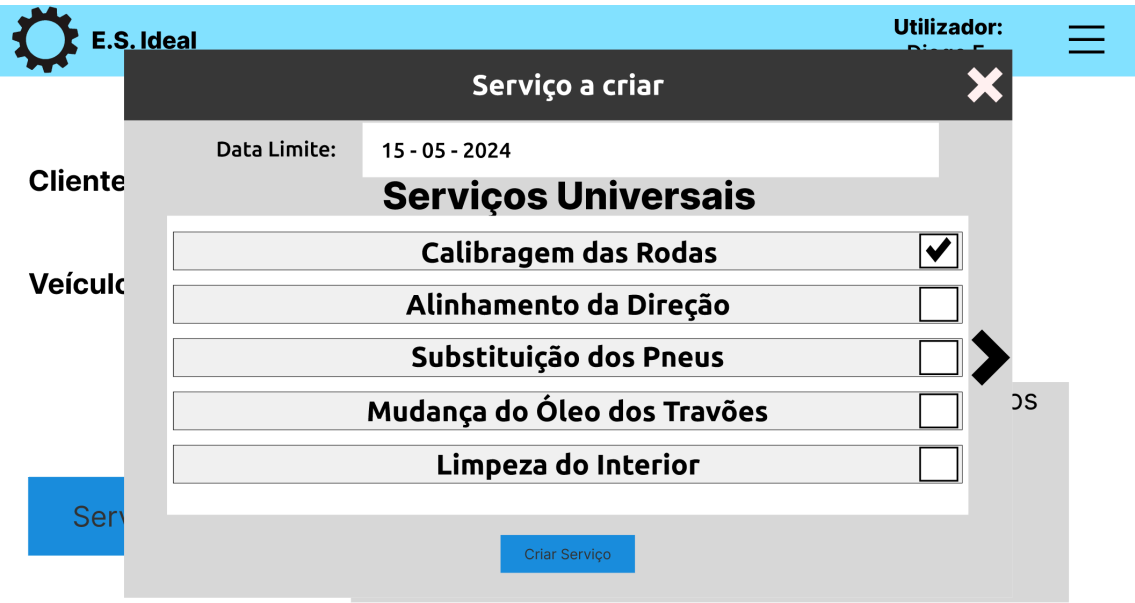 E.S. Ideal
Utilizador:
Serviço a criar
Data Limite:
15 - 05 - 2024
Cliente
Serviços Universais
Calibragem das Rodas
Veículo
Alinhamento da Direção
Substituição dos Pneus
Mudança do Óleo dos Travões
Limpeza do Interior
Criar Serviço